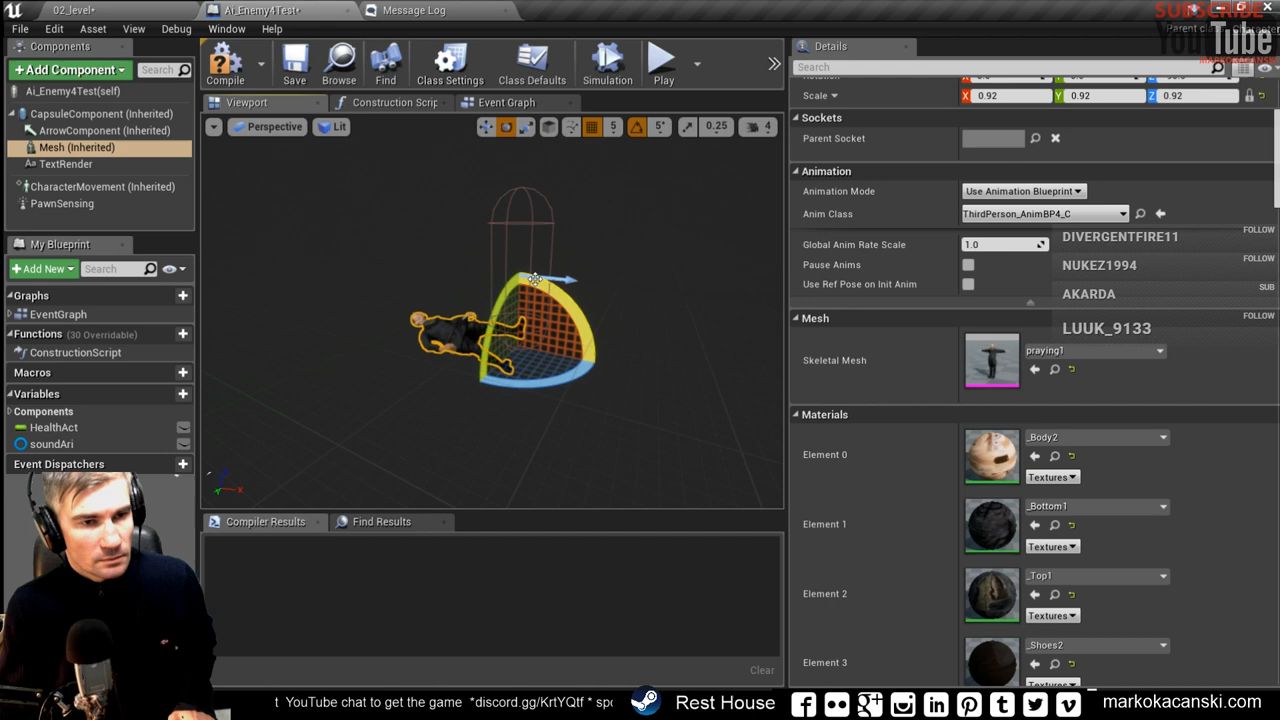 02_level*
Ai_Enemy4Test*
Message Log
SUBSCRIBE
YouTube
MARKOKACANSKI.COM
File Edit Asset View Debug Window Help
Parent class: Character
Components
+Add Component
Search
Ai_Enemy4Test(self)
CapsuleComponent (Inherited)
ArrowComponent (Inherited)
Mesh (Inherited)
TextRender
CharacterMovement (Inherited)
PawnSensing
My Blueprint
+Add New
Search
Graphs
EventGraph
Functions (30 Overridable)
ConstructionScript
Macros
Variables
Components
HealthAct
soundAri
Event Dispatchers
Compile
Save
Browse
Find
Class Settings
Class Defaults
Simulation
Play
Viewport
Construction Scrip
Event Graph
Perspective
Lit
5
5°
0.25
4
Compiler Results
Find Results
Clear
Details
Search
Scale
0.92
0.92
0.92
Sockets
Parent Socket
Animation
Animation Mode
Use Animation Blueprint
Anim Class
ThirdPerson_AnimBP4_C
Global Anim Rate Scale
1.0
Pause Anims
Use Ref Pose on Init Anim
FOLLOW
DIVERGENTFIRE11
FOLLOW
NUKEZ1994
SUB
AKARDA
FOLLOW
LUUK_9133
Mesh
Skeletal Mesh
praying1
Materials
Element 0
_Body2
Textures
Element 1
_Bottom1
Textures
Element 2
_Top1
Textures
Element 3
_Shoes2
t YouTube chat to get the game *discord.gg/KrtYQtf * spo
Rest House
markokacanski.com